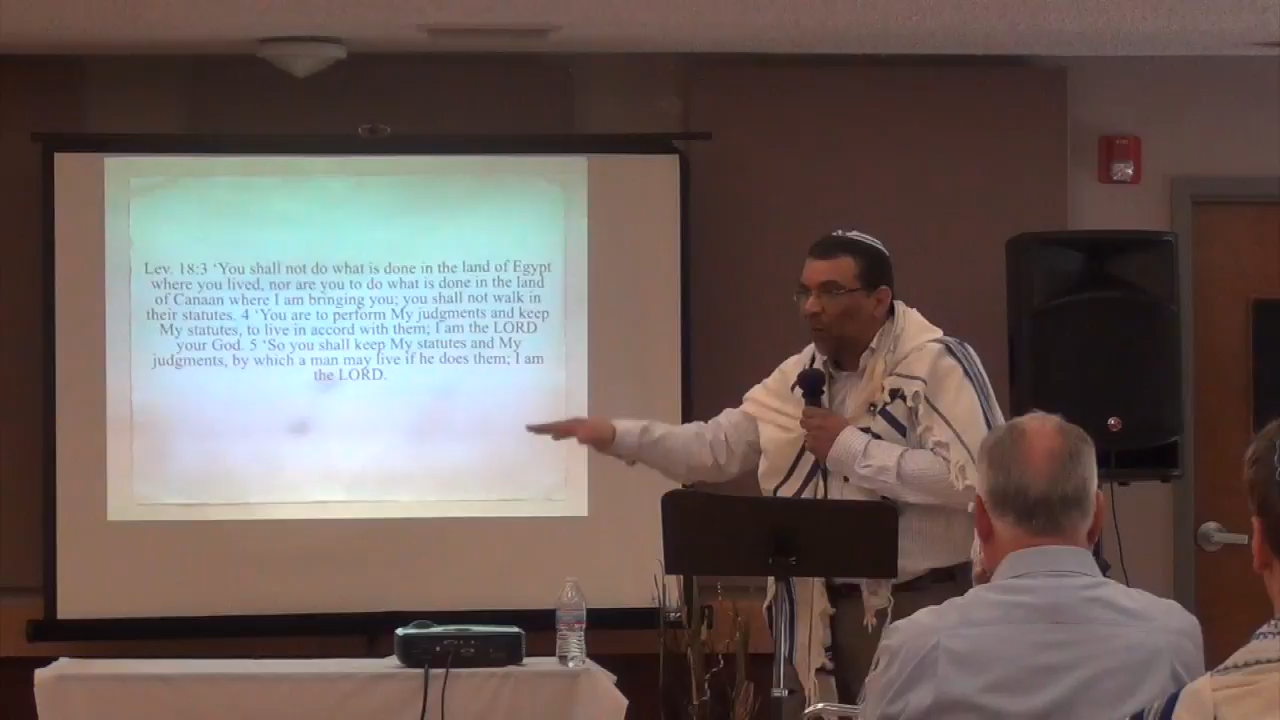 Lev. 18:3 ‘You shall not do what is done in the land of Egypt
where you lived, nor are you to do what is done in the land
of Canaan where I am bringing you; you shall not walk in
their statutes. 4 ‘You are to perform My judgments and keep
My statutes, to live in accord with them; I am the LORD
your God. 5 ‘So you shall keep My statutes and My
judgments, by which a man may live if he does them; I am
the LORD.